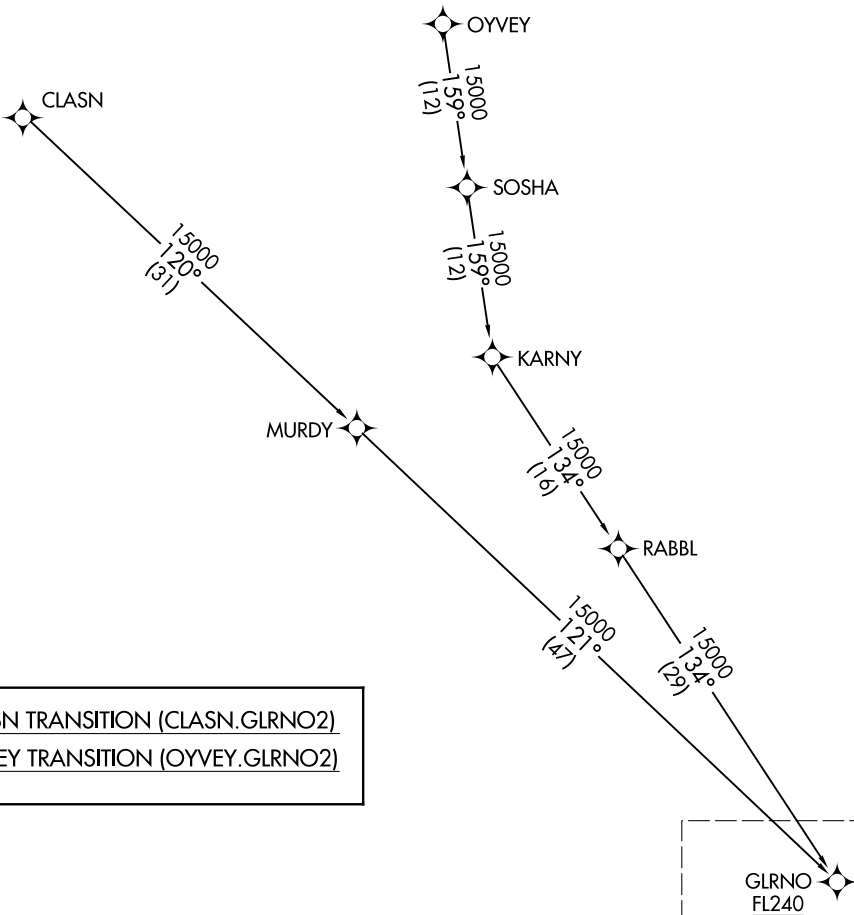 OYVEY
15000
159°
(12)
CLASN
SOSHA
15000
120°
(31)
15000
159°
(12)
KARNY
MURDY
15000
134°
(16)
RABBL
15000
121°
(47)
15000
134°
(29)
SN TRANSITION (CLASN.GLRNO2)
EY TRANSITION (OYVEY.GLRNO2)
GLRNO
FL240